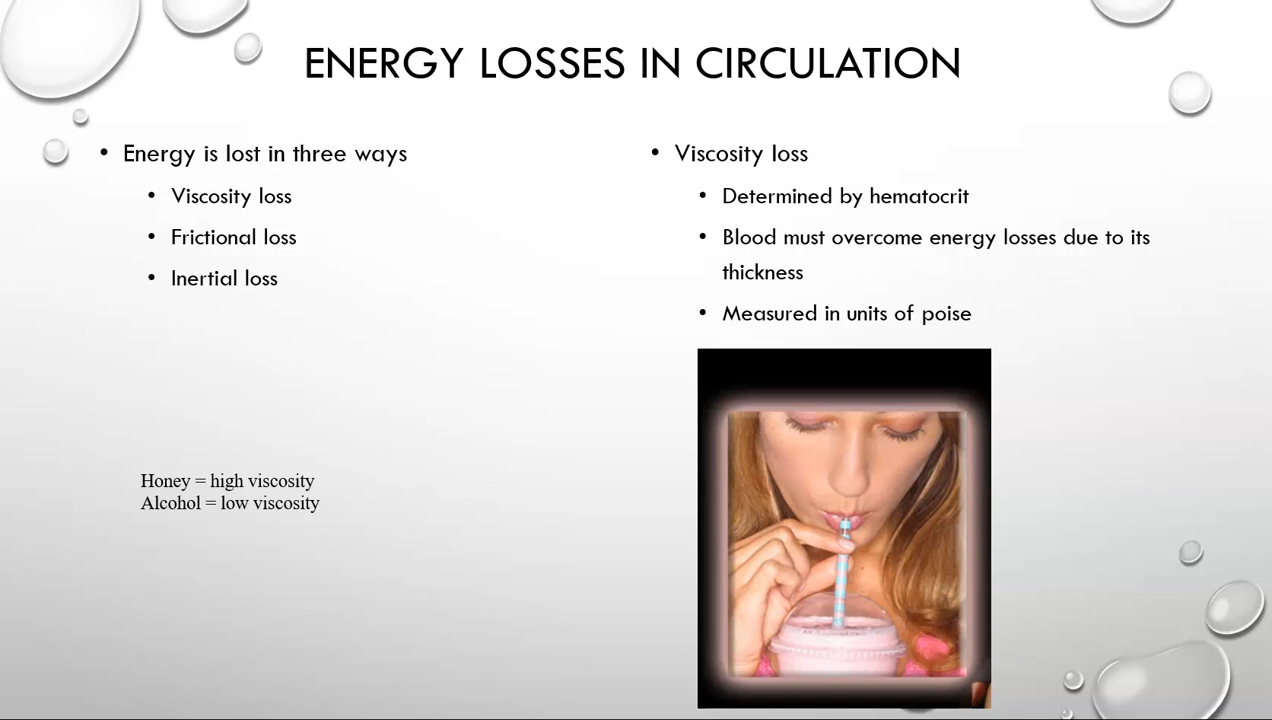 ENERGY LOSSES IN CIRCULATION
• Energy is lost in three ways
• Viscosity loss
• Frictional loss
• Inertial loss
Honey = high viscosity
Alcohol = low viscosity
• Viscosity loss
• Determined by hematocrit
• Blood must overcome energy losses due to its
thickness
• Measured in units of poise